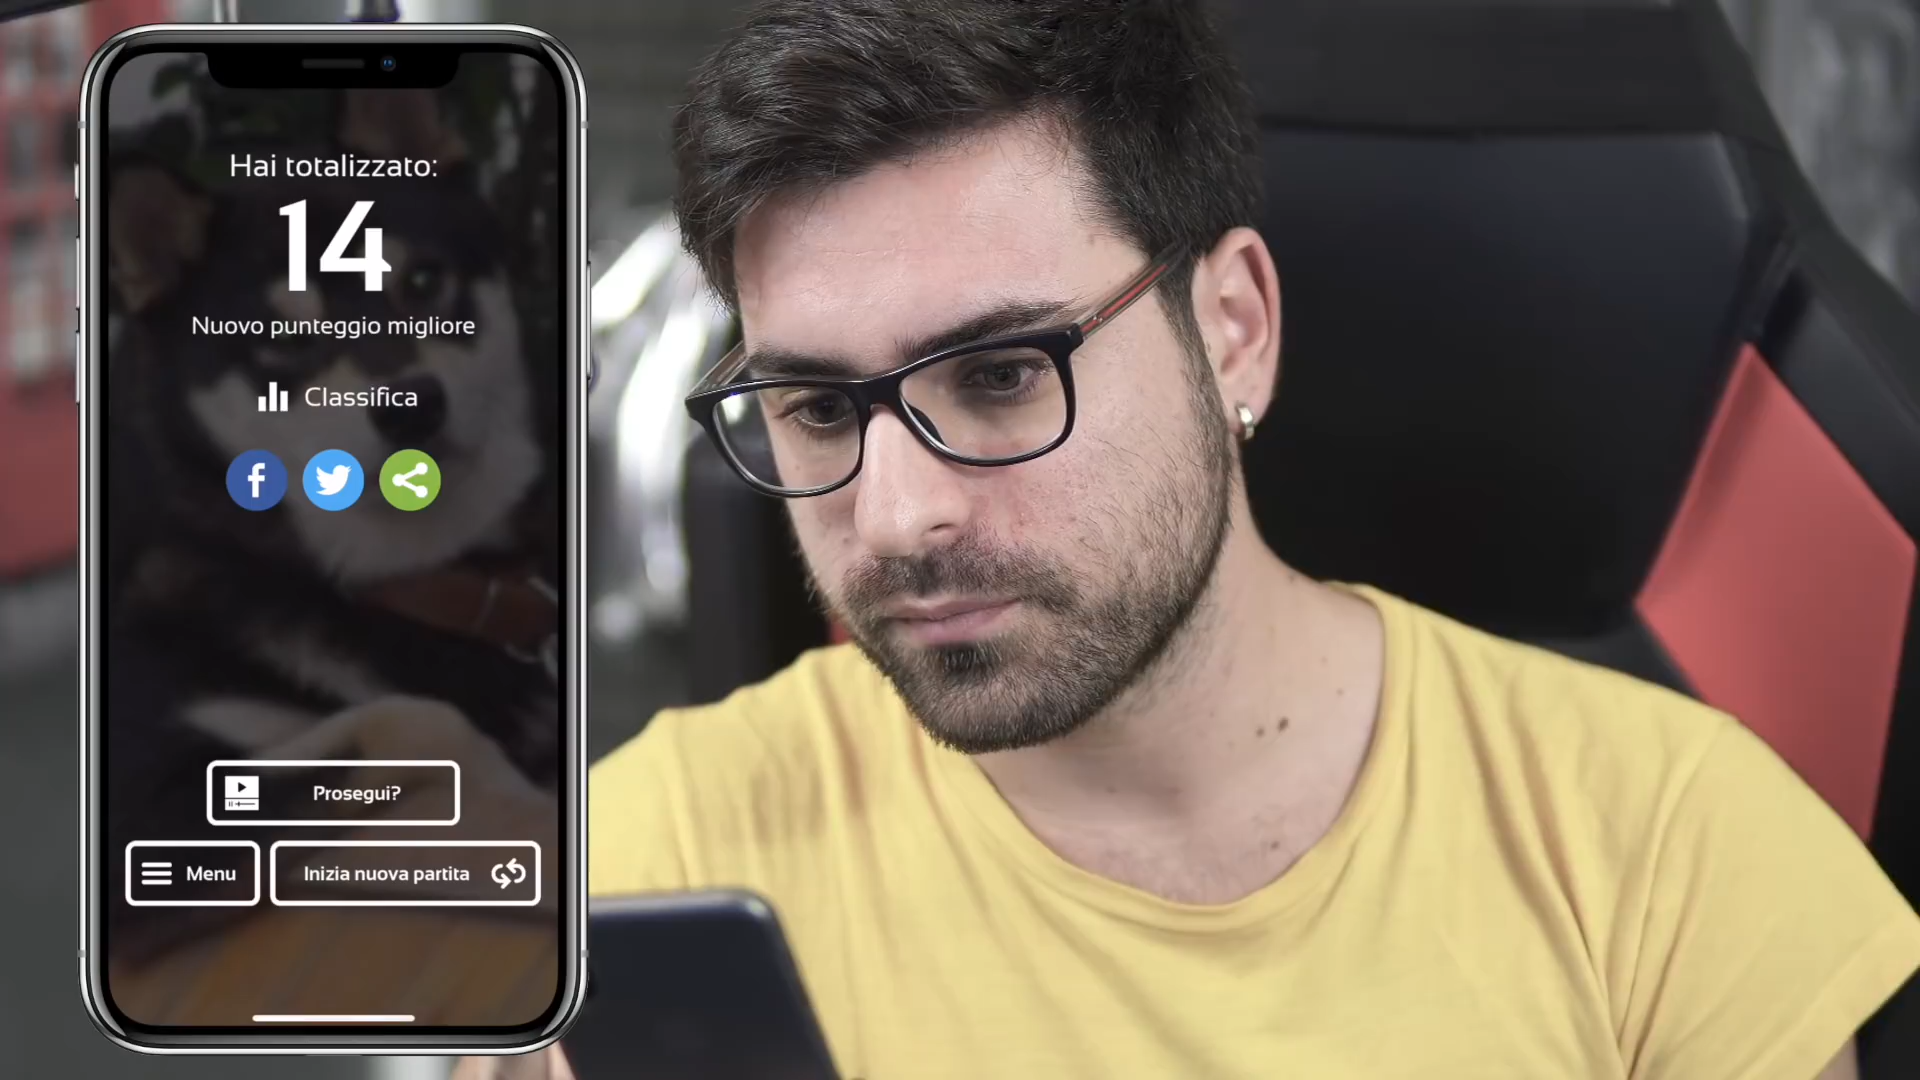 Hai totalizzato:
14
Nuovo punteggio migliore
Classifica
Prosegui?
Menu
Inizia nuova partita